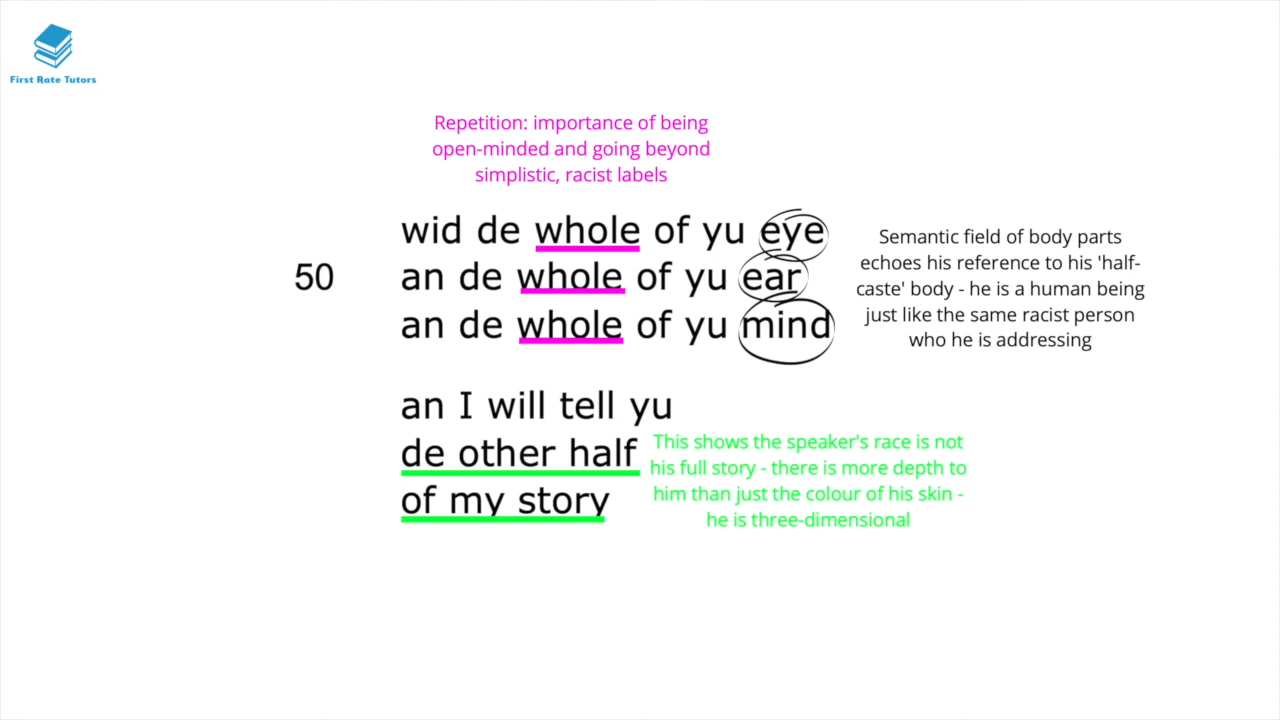 First Rate Tutors
Repetition: importance of being
open-minded and going beyond
simplistic, racist labels
wid de whole of yu eye
50 an de whole of yu ear
an de whole of yu mind
Semantic field of body parts
echoes his reference to his 'half-
caste' body - he is a human being
just like the same racist person
who he is addressing
an I will tell yu
de other half
of my story
This shows the speaker's race is not
his full story - there is more depth to
him than just the colour of his skin -
he is three-dimensional